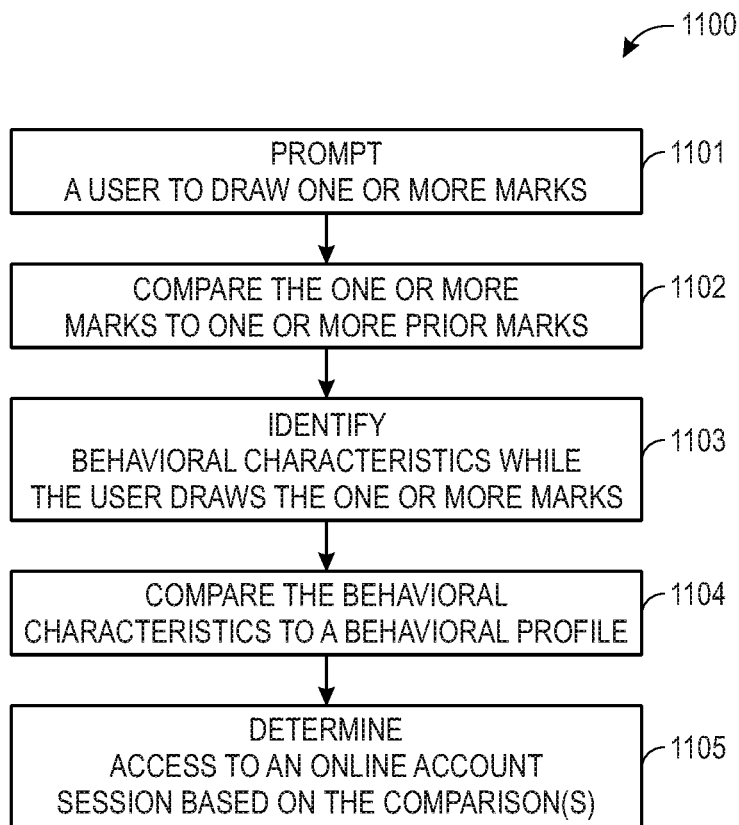 1100
PROMPT
A USER TO DRAW ONE OR MORE MARKS
1101
COMPARE THE ONE OR MORE
MARKS TO ONE OR MORE PRIOR MARKS
1102
IDENTIFY
BEHAVIORAL CHARACTERISTICS WHILE
THE USER DRAWS THE ONE OR MORE MARKS
1103
COMPARE THE BEHAVIORAL
CHARACTERISTICS TO A BEHAVIORAL PROFILE
1104
DETERMINE
ACCESS TO AN ONLINE ACCOUNT
SESSION BASED ON THE COMPARISON(S)
1105